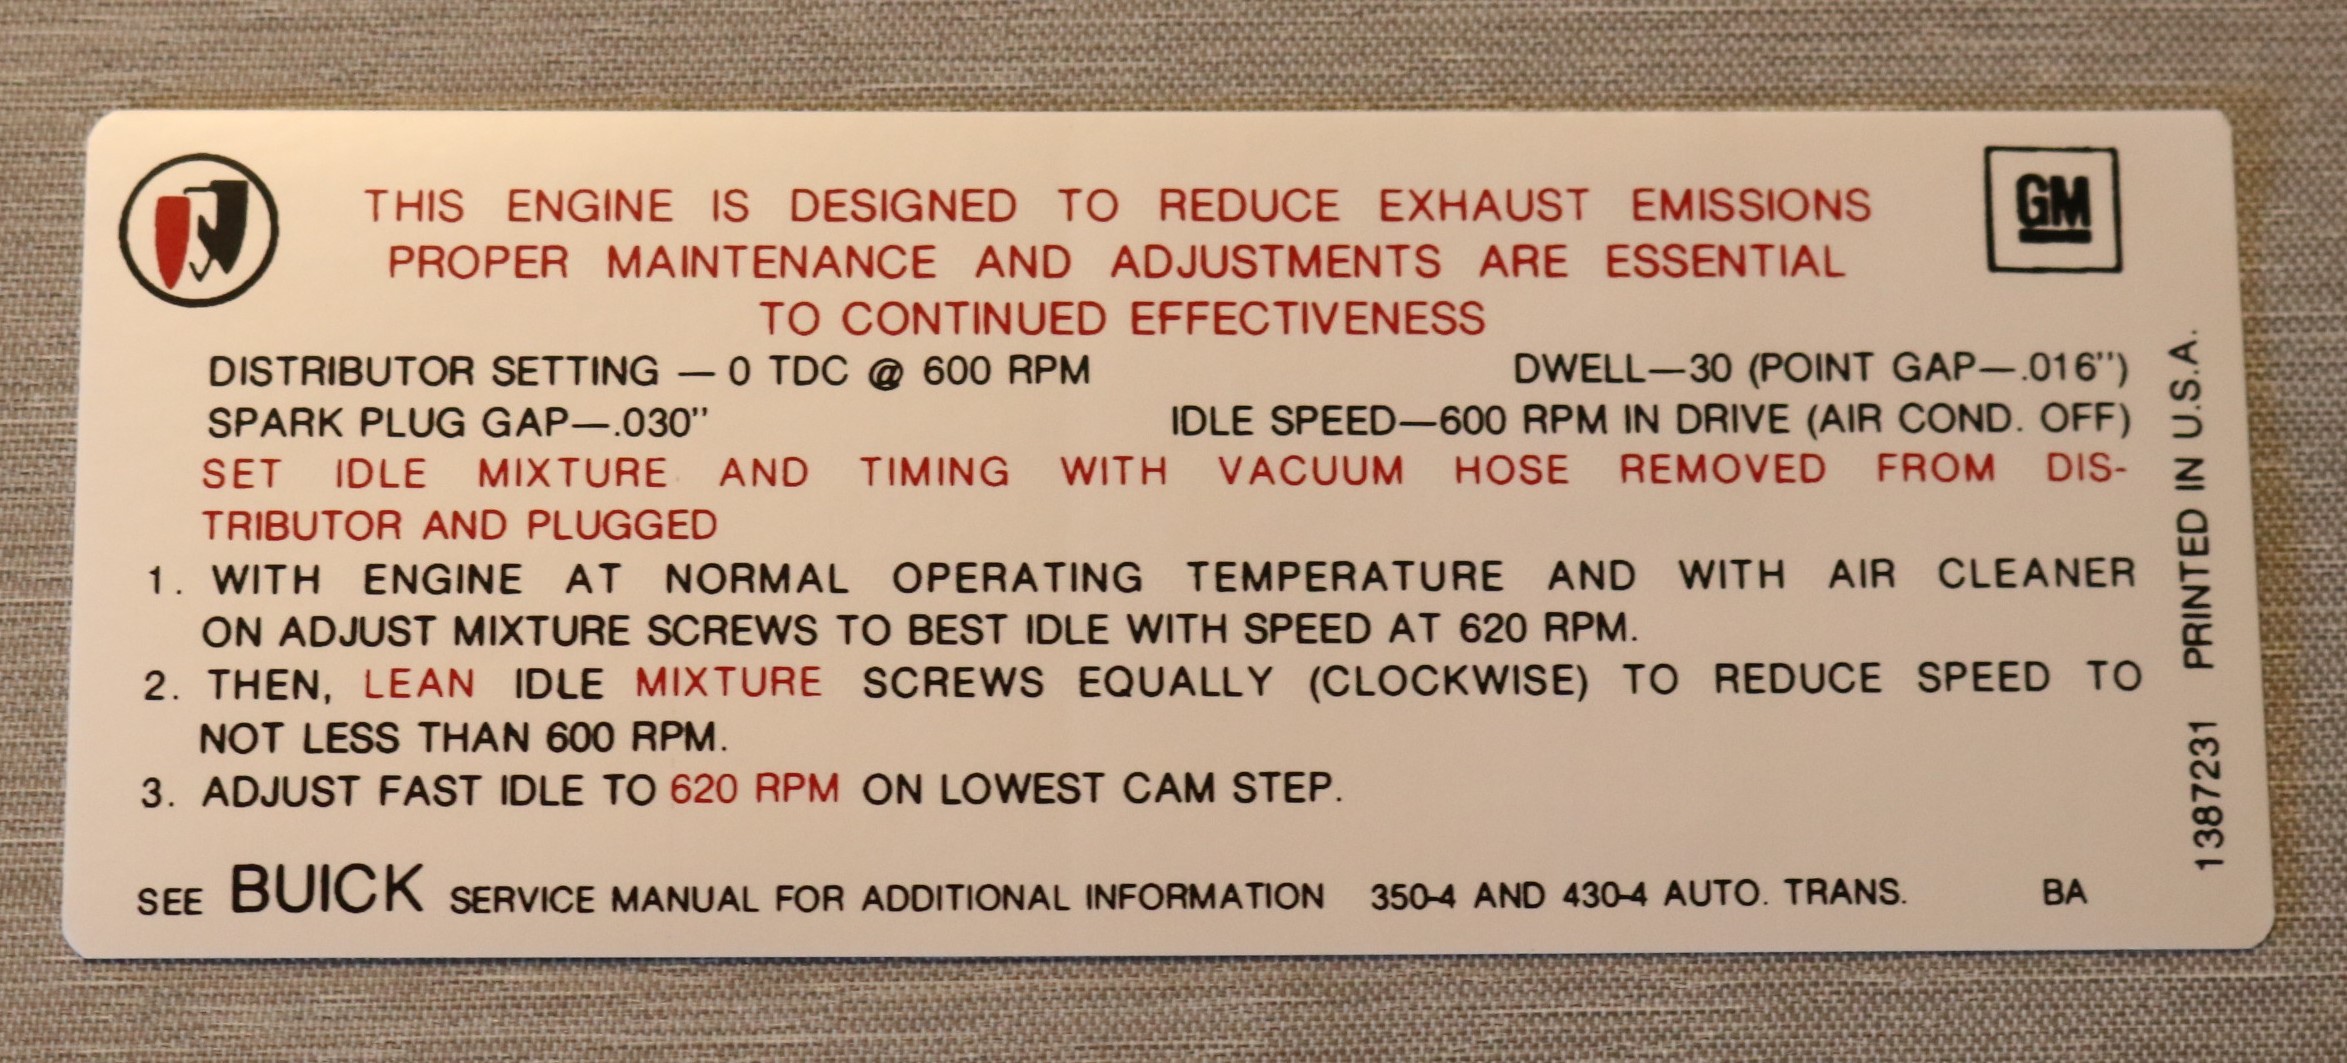 GM
THIS ENGINE IS DESIGNED TO REDUCE EXHAUST EMISSIONS
PROPER MAINTENANCE AND ADJUSTMENTS ARE ESSENTIAL
TO CONTINUED EFFECTIVENESS
DISTRIBUTOR SETTING — 0 TDC @ 600 RPM DWELL—30 (POINT GAP—.016")
SPARK PLUG GAP—.030" IDLE SPEED—600 RPM IN DRIVE (AIR COND. OFF)
SET IDLE MIXTURE AND TIMING WITH VACUUM HOSE REMOVED FROM DIS-
TRIBUTOR AND PLUGGED
1. WITH ENGINE AT NORMAL OPERATING TEMPERATURE AND WITH AIR CLEANER
ON ADJUST MIXTURE SCREWS TO BEST IDLE WITH SPEED AT 620 RPM.
2. THEN, LEAN IDLE MIXTURE SCREWS EQUALLY (CLOCKWISE) TO REDUCE SPEED TO
NOT LESS THAN 600 RPM.
3. ADJUST FAST IDLE TO 620 RPM ON LOWEST CAM STEP.
SEE BUICK SERVICE MANUAL FOR ADDITIONAL INFORMATION 350-4 AND 430-4 AUTO. TRANS. BA
1387231 PRINTED IN U.S.A.